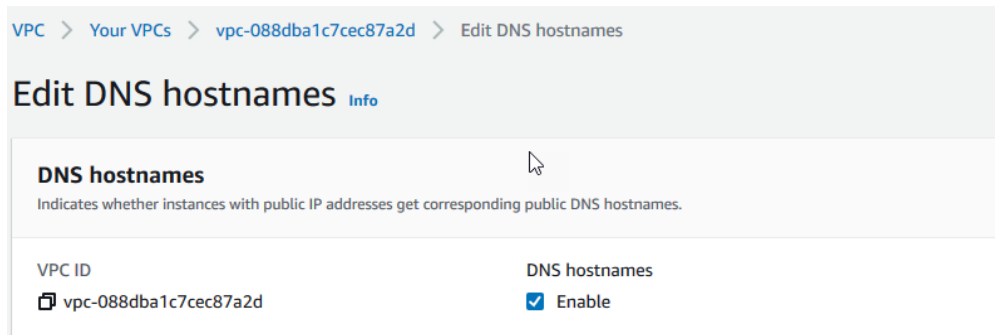 VPC > Your VPCs > vpc-088dba1c7cec87a2d > Edit DNS hostnames
Edit DNS hostnames Info
DNS hostnames
Indicates whether instances with public IP addresses get corresponding public DNS hostnames.
VPC ID
DNS hostnames
vpc-088dba1c7cec87a2d
Enable